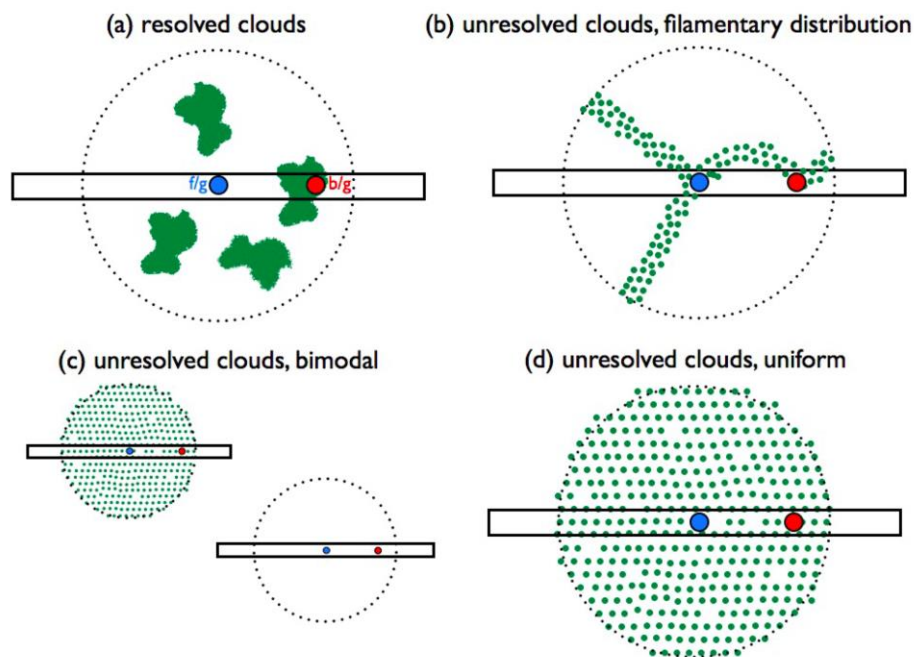 (a) resolved clouds
(b) unresolved clouds, filamentary distribution
f/g
b/g
(c) unresolved clouds, bimodal
(d) unresolved clouds, uniform